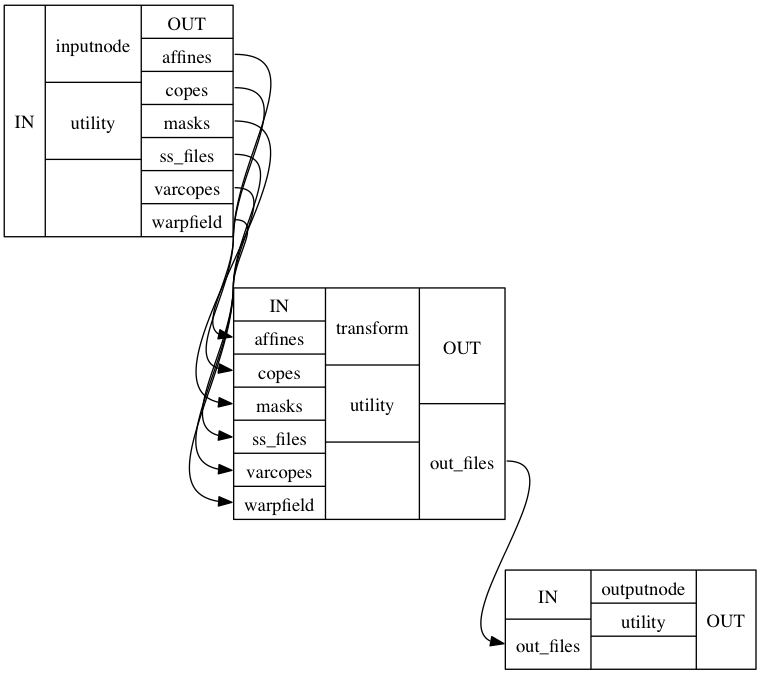 IN
inputnode
utility
OUT
affines
copes
masks
ss_files
varcopes
warpfield
IN
affines
copes
masks
ss_files
varcopes
warpfield
transform
utility
OUT
out_files
IN
out_files
outputnode
utility
OUT